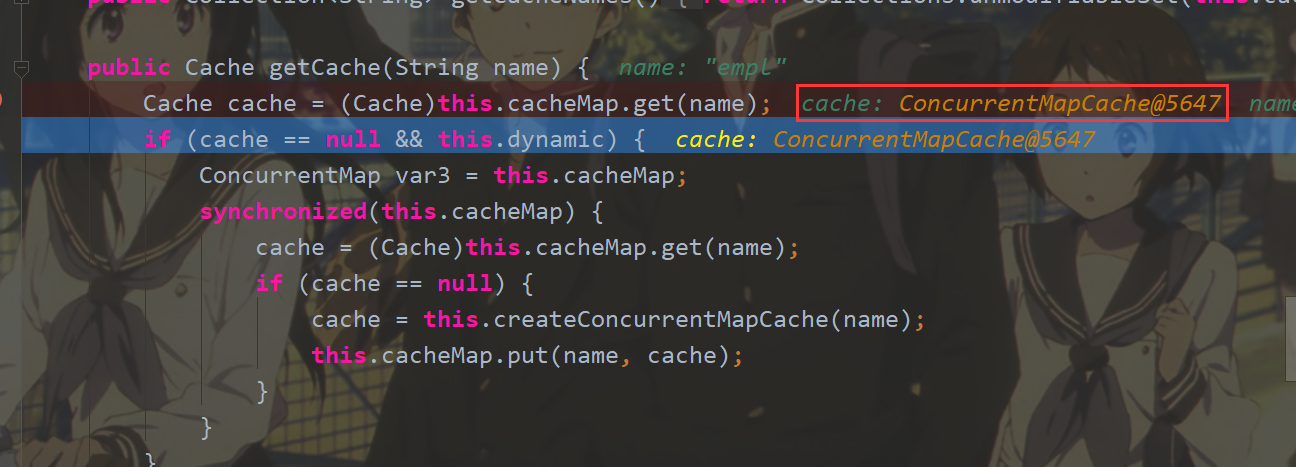 public Collection<String> getCacheNames() { return Collections.unmodifiableSet(this.cac
public Cache getCache(String name) {  name: "empl"
Cache cache = (Cache)this.cacheMap.get(name);  cache: ConcurrentMapCache@5647  name
if (cache == null && this.dynamic) {  cache: ConcurrentMapCache@5647
ConcurrentMap var3 = this.cacheMap;
synchronized(this.cacheMap) {
cache = (Cache)this.cacheMap.get(name);
if (cache == null) {
cache = this.createConcurrentMapCache(name);
this.cacheMap.put(name, cache);
}
}
}